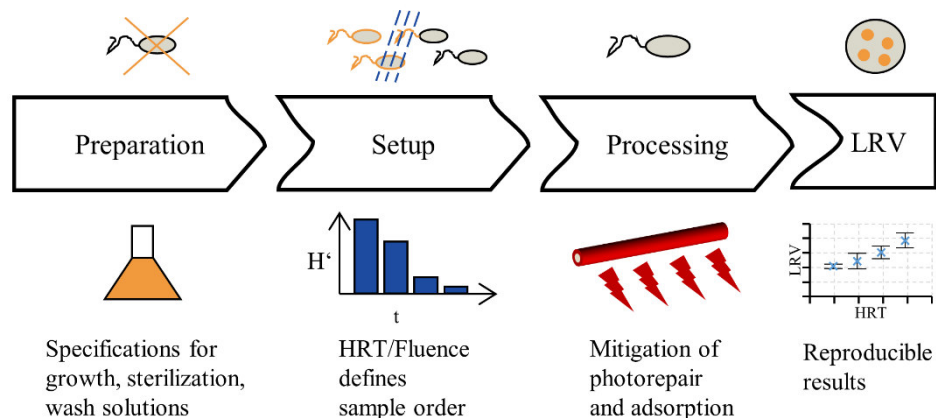 Preparation
Setup
Processing
LRV
H‘
t
LRV
HRT
Specifications for
growth, sterilization,
wash solutions
HRT/Fluence
defines
sample order
Mitigation of
photorepair
and adsorption
Reproducible
results